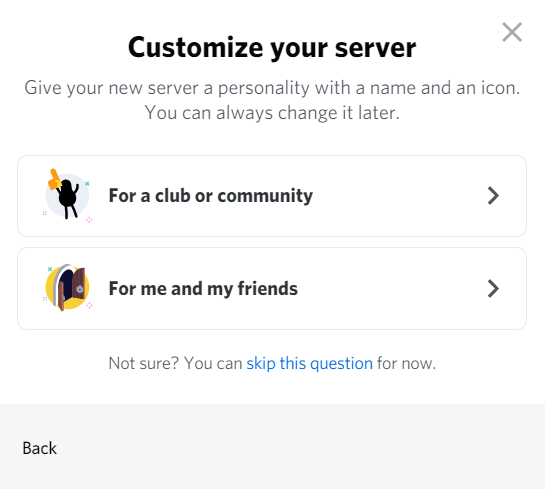 Customize your server
Give your new server a personality with a name and an icon.
You can always change it later.
For a club or community
For me and my friends
Not sure? You can skip this question for now.
Back